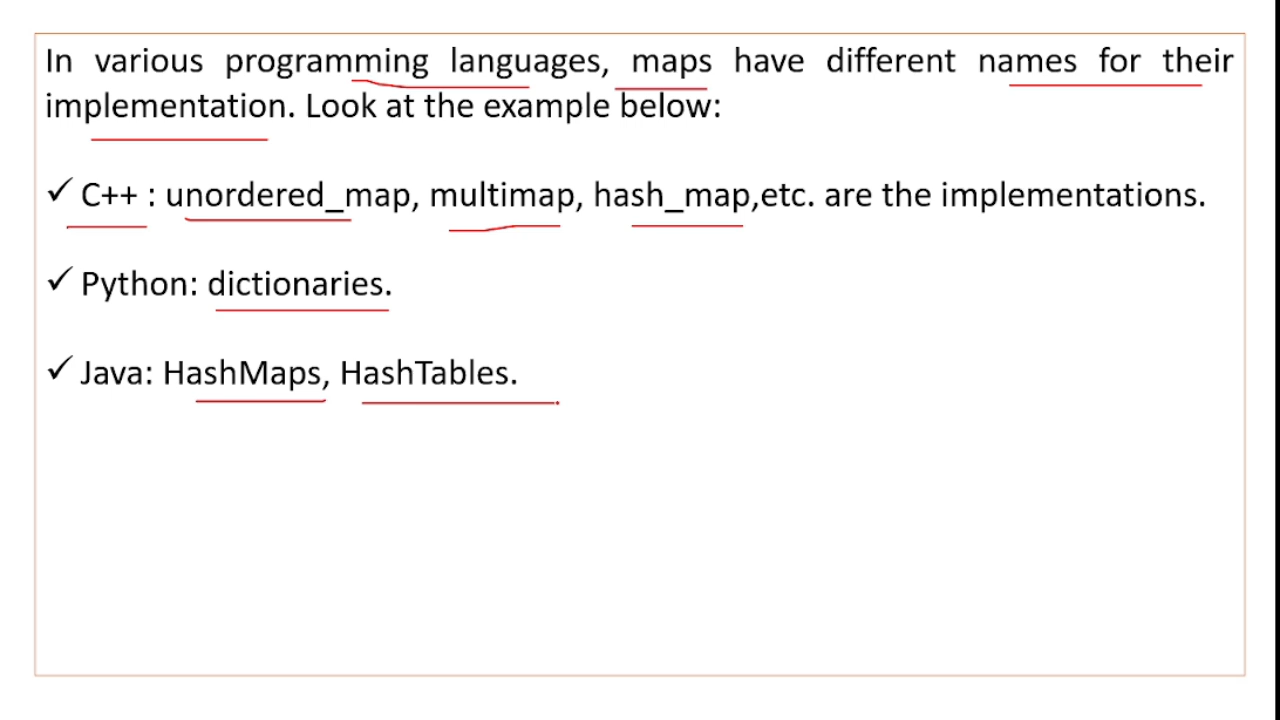 In various programming languages, maps have different names for their
implementation. Look at the example below:
✓ C++ : unordered_map, multimap, hash_map,etc. are the implementations.
✓ Python: dictionaries.
✓ Java: HashMaps, HashTables.